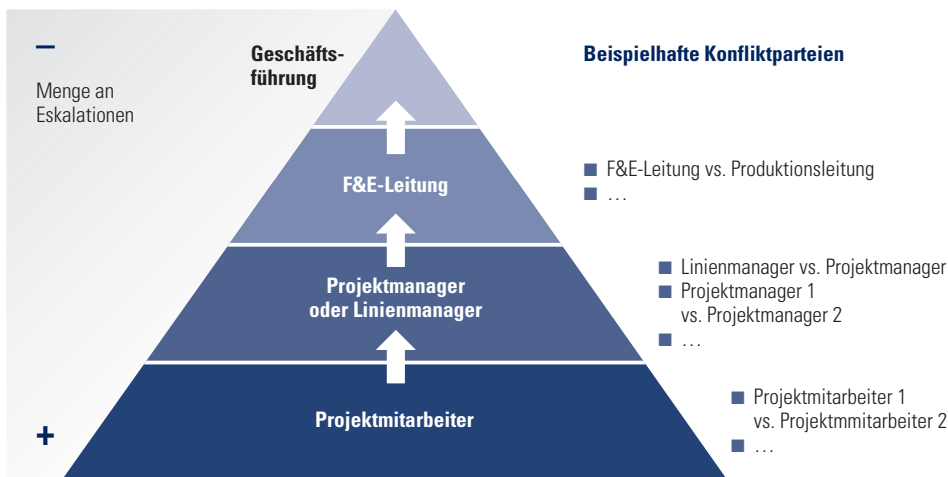 –
Menge an
Eskalationen
+
Geschäfts-
führung
F&E-Leitung
Projektmanager
oder Linienmanager
Projektmitarbeiter
Beispielhafte Konfliktparteien
■ F&E-Leitung vs. Produktionsleitung
■ …
■ Linienmanager vs. Projektmanager
■ Projektmanager 1
vs. Projektmanager 2
■ …
■ Projektmitarbeiter 1
vs. Projektmmitarbeiter 2
■ …